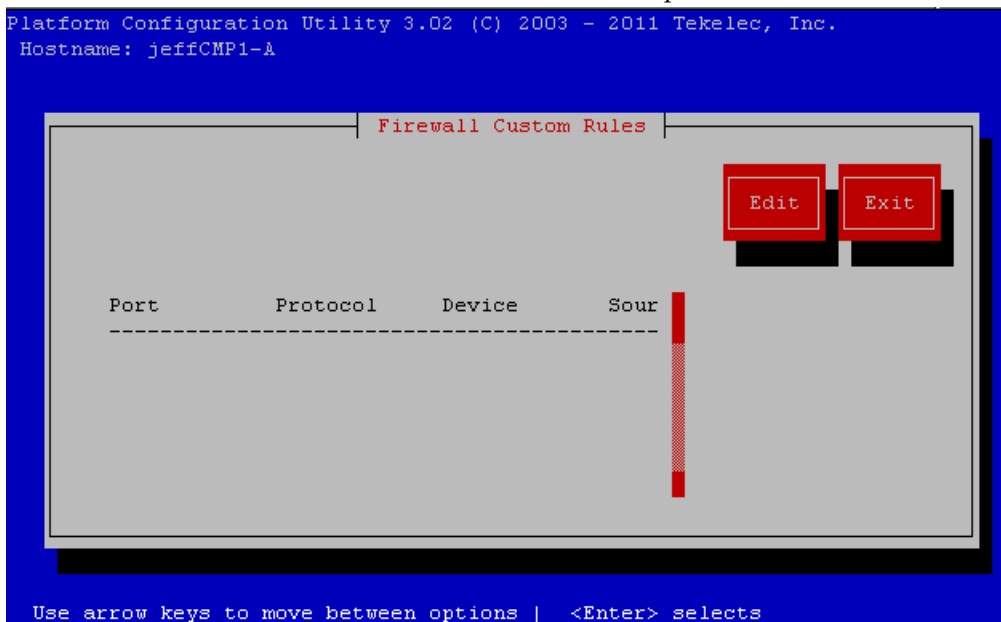 Platform Configuration Utility 3.02 (C) 2003 - 2011 Tekelec, Inc.
Hostname: jeffCMP1-A
Firewall Custom Rules
Edit Exit
Port Protocol Device Sour
-------------------------------------------
Use arrow keys to move between options | <Enter> selects